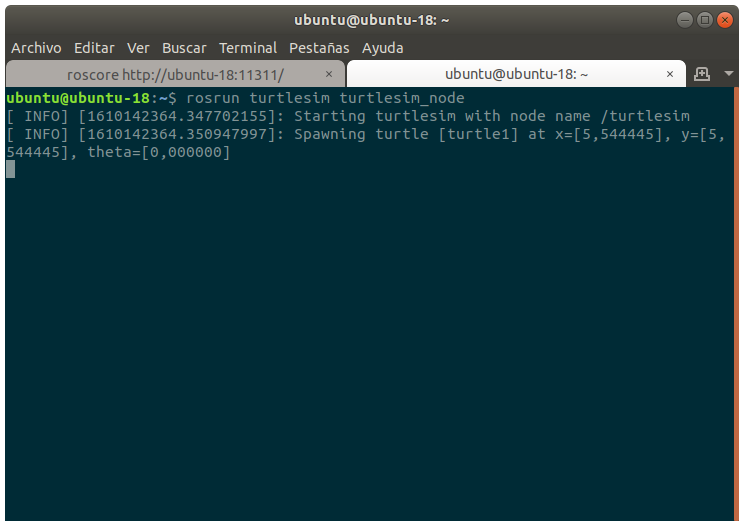 ubuntu@ubuntu-18: ~
Archivo Editar Ver Buscar Terminal Pestañas Ayuda
roscore http://ubuntu-18:11311/ × ubuntu@ubuntu-18: ~ ×
ubuntu@ubuntu-18:~$ rosrun turtlesim turtlesim_node
[ INFO] [1610142364.347702155]: Starting turtlesim with node name /turtlesim
[ INFO] [1610142364.350947997]: Spawning turtle [turtle1] at x=[5,544445], y=[5,
544445], theta=[0,000000]